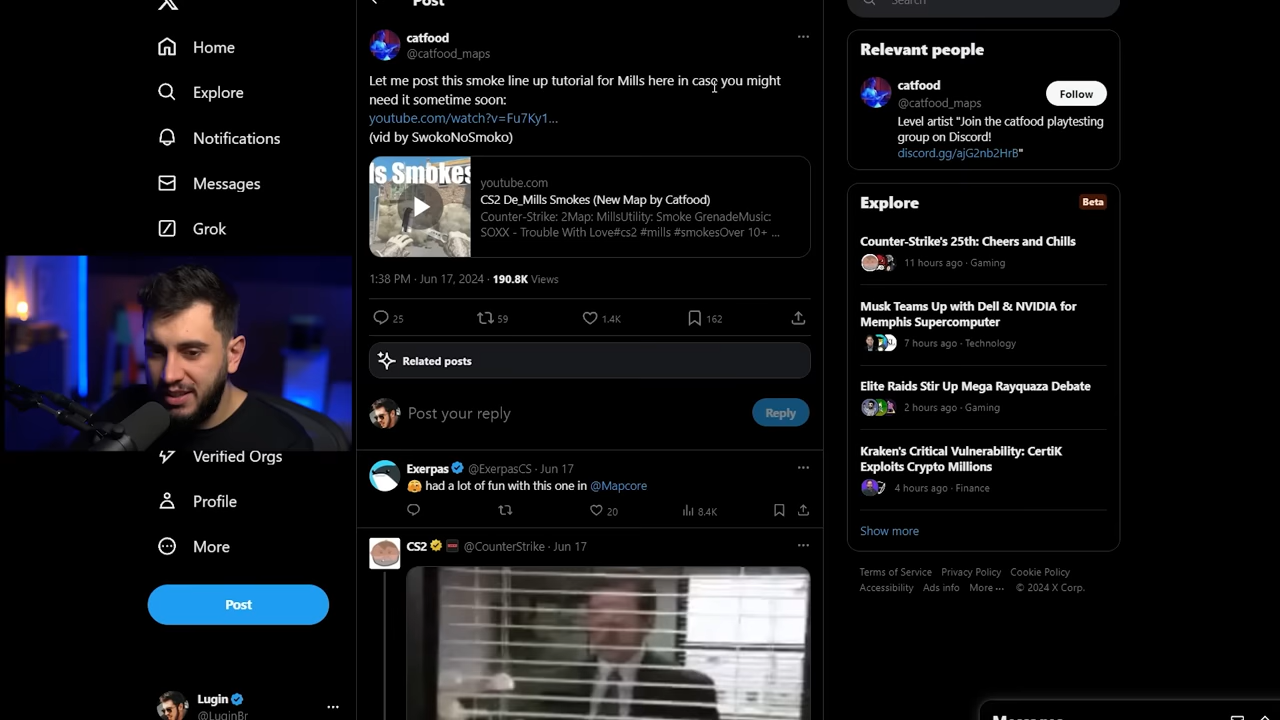 Post
Search
Home
Explore
Notifications
Messages
Grok
Verified Orgs
Profile
More
Post
Lugin
@LuginBr
catfood
@catfood_maps
Let me post this smoke line up tutorial for Mills here in case you might
need it sometime soon:
youtube.com/watch?v=Fu7Ky1...
(vid by SwokoNoSmoko)
ls Smokes
youtube.com
CS2 De_Mills Smokes (New Map by Catfood)
Counter-Strike: 2Map: MillsUtility: Smoke GrenadeMusic:
SOXX - Trouble With Love#cs2 #mills #smokesOver 10+ ...
1:38 PM · Jun 17, 2024 · 190.8K Views
25 59 1.4K 162
Related posts
Post your reply
Reply
Exerpas @ExerpasCS · Jun 17
had a lot of fun with this one in @Mapcore
20 8.4K
CS2 @CounterStrike · Jun 17
Relevant people
catfood
@catfood_maps
Follow
Level artist "Join the catfood playtesting
group on Discord!
discord.gg/ajG2nb2HrB"
Explore
Beta
Counter-Strike's 25th: Cheers and Chills
11 hours ago · Gaming
Musk Teams Up with Dell & NVIDIA for
Memphis Supercomputer
7 hours ago · Technology
Elite Raids Stir Up Mega Rayquaza Debate
2 hours ago · Gaming
Kraken's Critical Vulnerability: CertiK
Exploits Crypto Millions
4 hours ago · Finance
Show more
Terms of Service Privacy Policy Cookie Policy
Accessibility Ads info More ··· © 2024 X Corp.
Messages